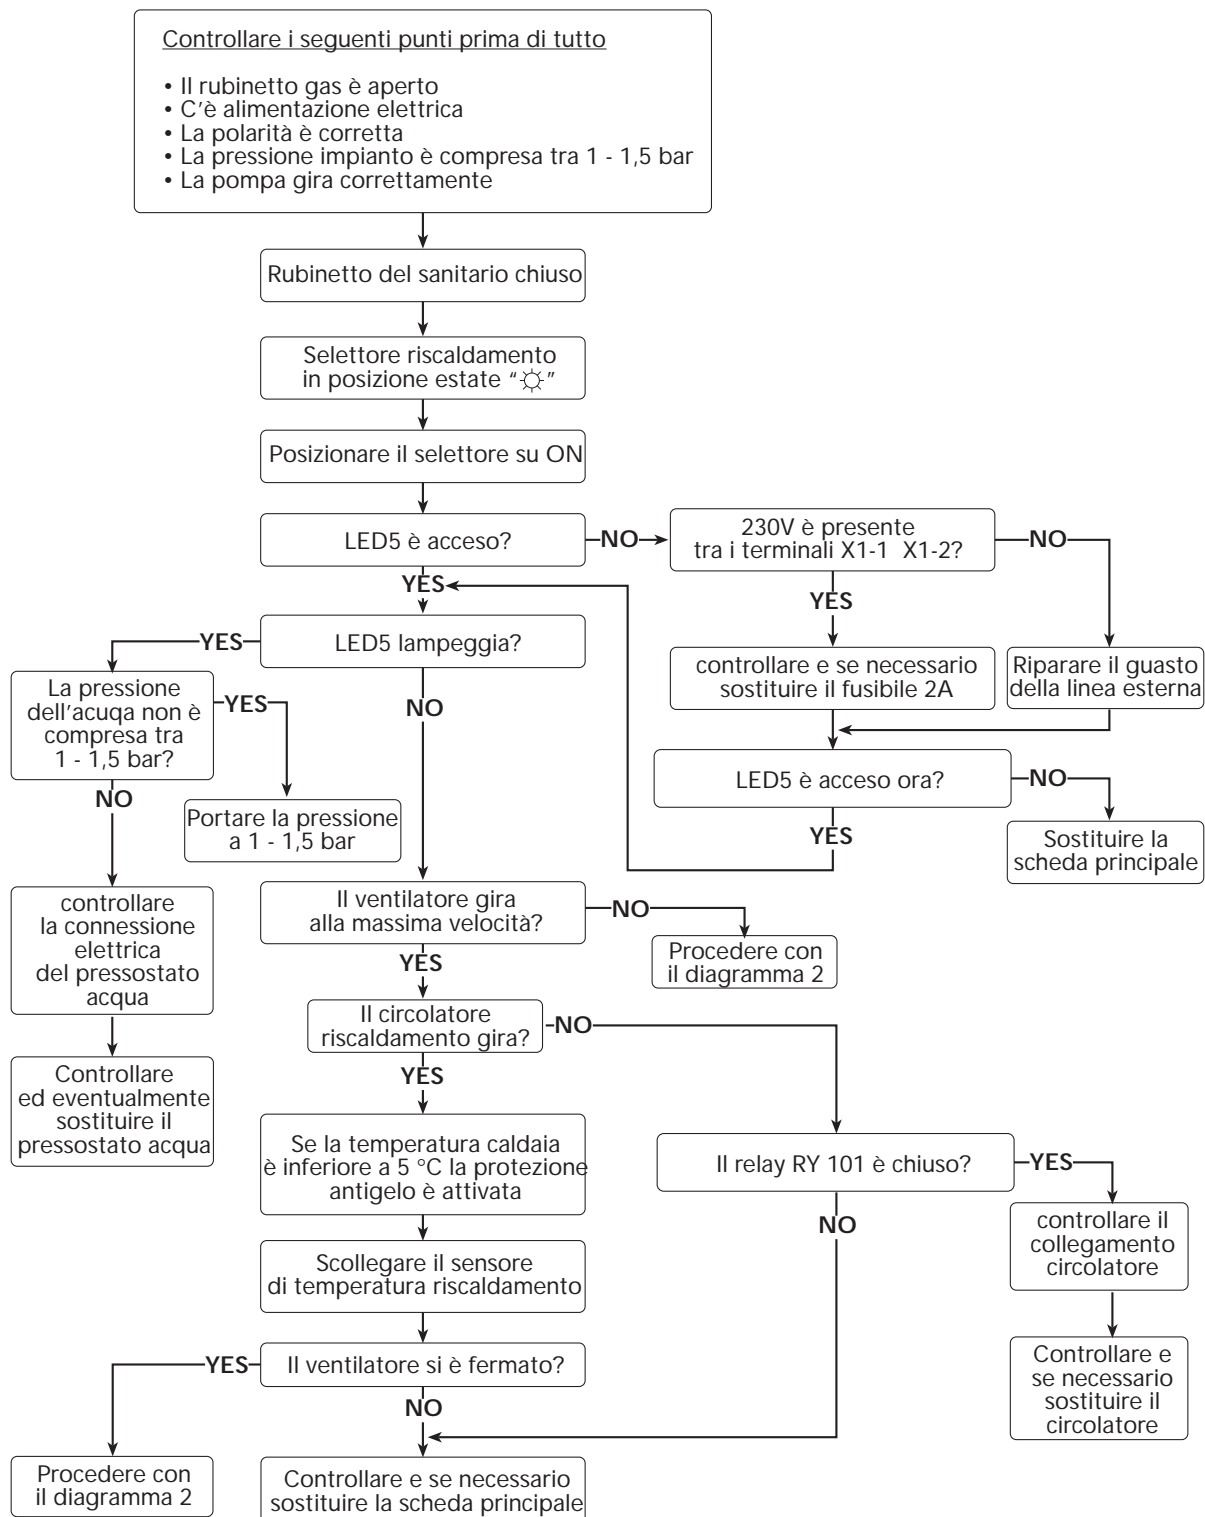 Controllare i seguenti punti prima di tutto
• Il rubinetto gas è aperto
• C'è alimentazione elettrica
• La polarità è corretta
• La pressione impianto è compresa tra 1 - 1,5 bar
• La pompa gira correttamente
Rubinetto del sanitario chiuso
Selettore riscaldamento
in posizione estate “☼”
Posizionare il selettore su ON
LED5 è acceso?
NO
230V è presente
tra i terminali X1-1 X1-2?
NO
YES
YES
LED5 lampeggia?
YES
controllare e se necessario
sostituire il fusibile 2A
Riparare il guasto
della linea esterna
La pressione
dell'acuqa non è
compresa tra
1 - 1,5 bar?
YES
NO
LED5 è acceso ora?
NO
NO
Portare la pressione
a 1 - 1,5 bar
YES
Sostituire la
scheda principale
controllare
la connessione
elettrica
del pressostato
acqua
Il ventilatore gira
alla massima velocità?
NO
Procedere con
il diagramma 2
YES
Il circolatore
riscaldamento gira?
NO
Controllare
ed eventualmente
sostituire il
pressostato acqua
YES
Se la temperatura caldaia
è inferiore a 5 °C la protezione
antigelo è attivata
Il relay RY 101 è chiuso?
YES
NO
controllare il
collegamento
circolatore
Scollegare il sensore
di temperatura riscaldamento
Il ventilatore si è fermato?
YES
NO
Controllare e
se necessario
sostituire il
circolatore
Procedere con
il diagramma 2
Controllare e se necessario
sostituire la scheda principale